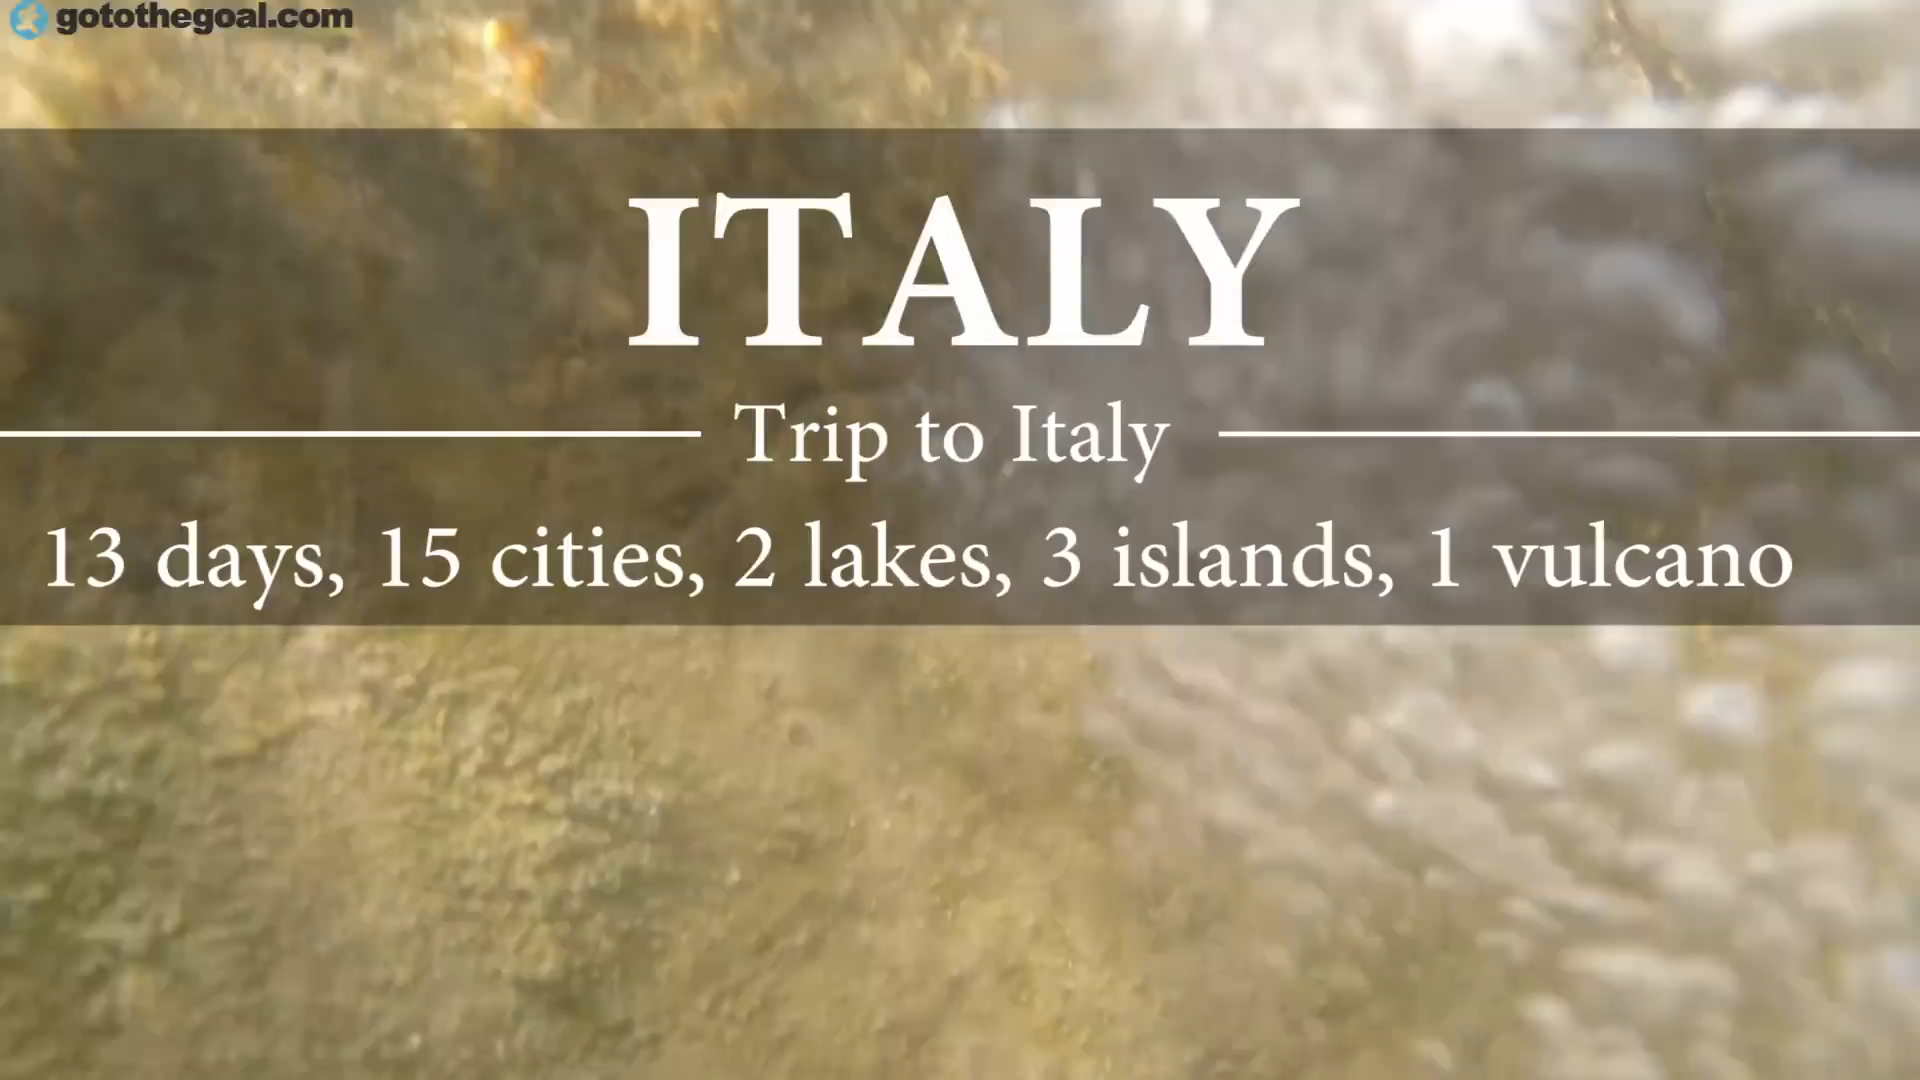 gotothegoal.com
ITALY
Trip to Italy
13 days, 15 cities, 2 lakes, 3 islands, 1 vulcano